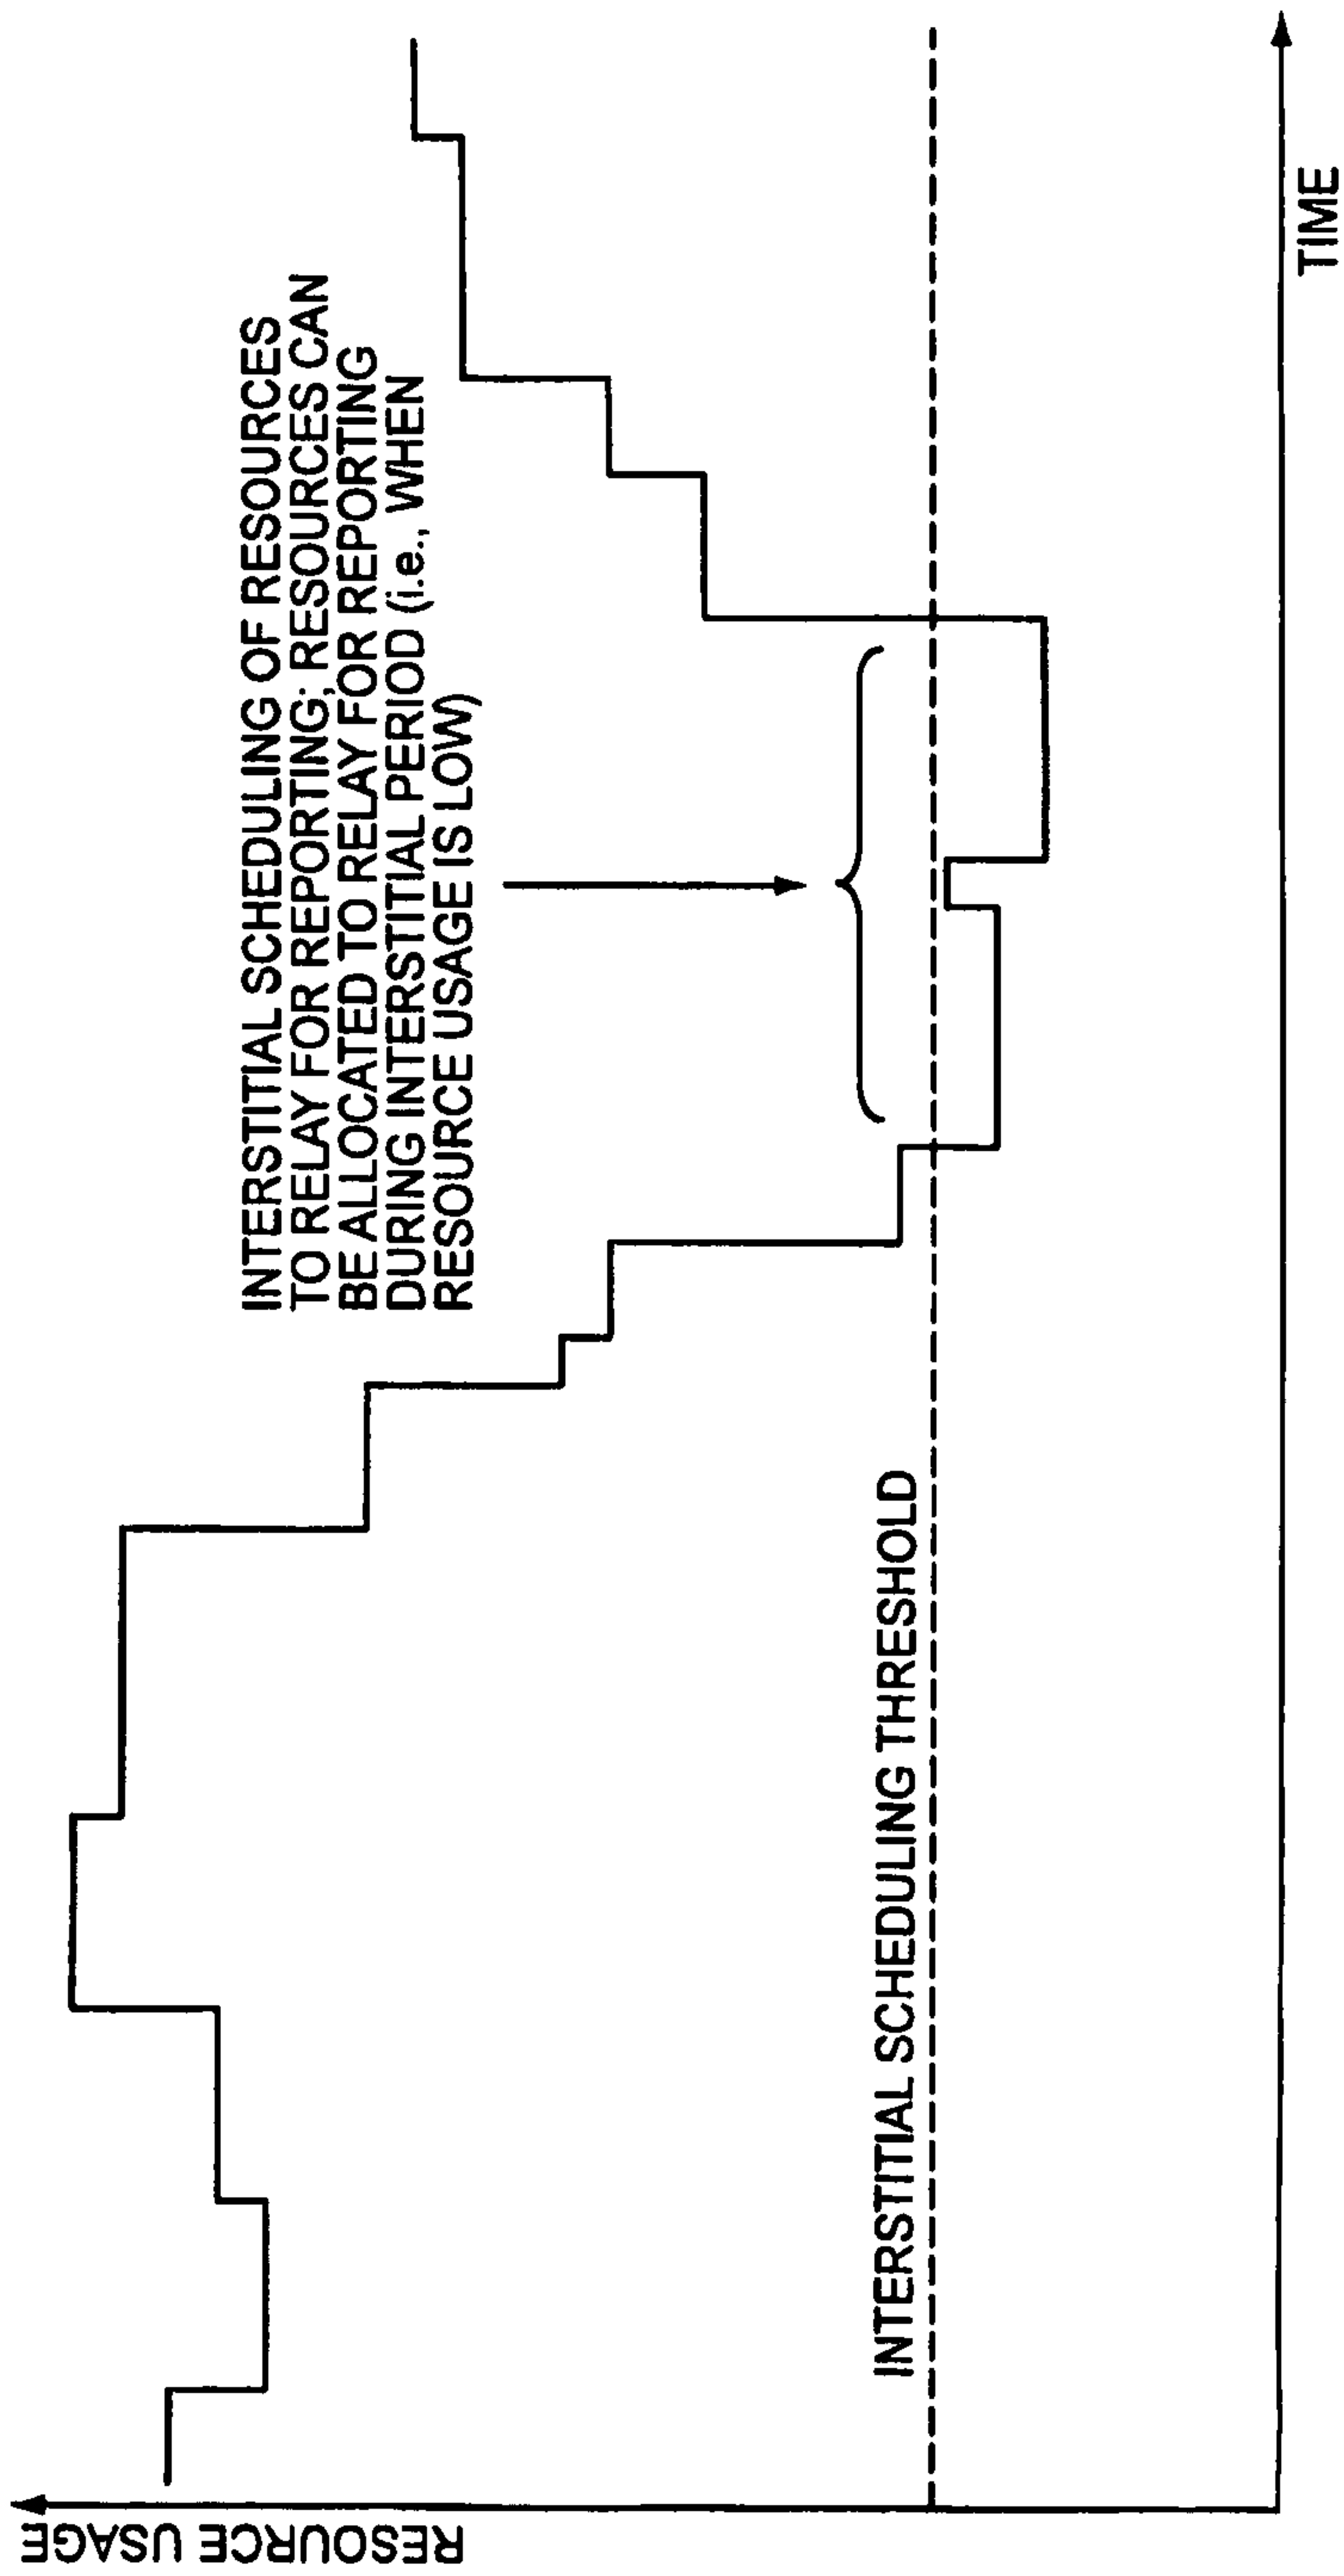 RESOURCE USAGE
INTERSTITIAL SCHEDULING OF RESOURCES
TO RELAY FOR REPORTING; RESOURCES CAN
BE ALLOCATED TO RELAY FOR REPORTING
DURING INTERSTITIAL PERIOD (i.e., WHEN
RESOURCE USAGE IS LOW)
INTERSTITIAL SCHEDULING THRESHOLD
TIME